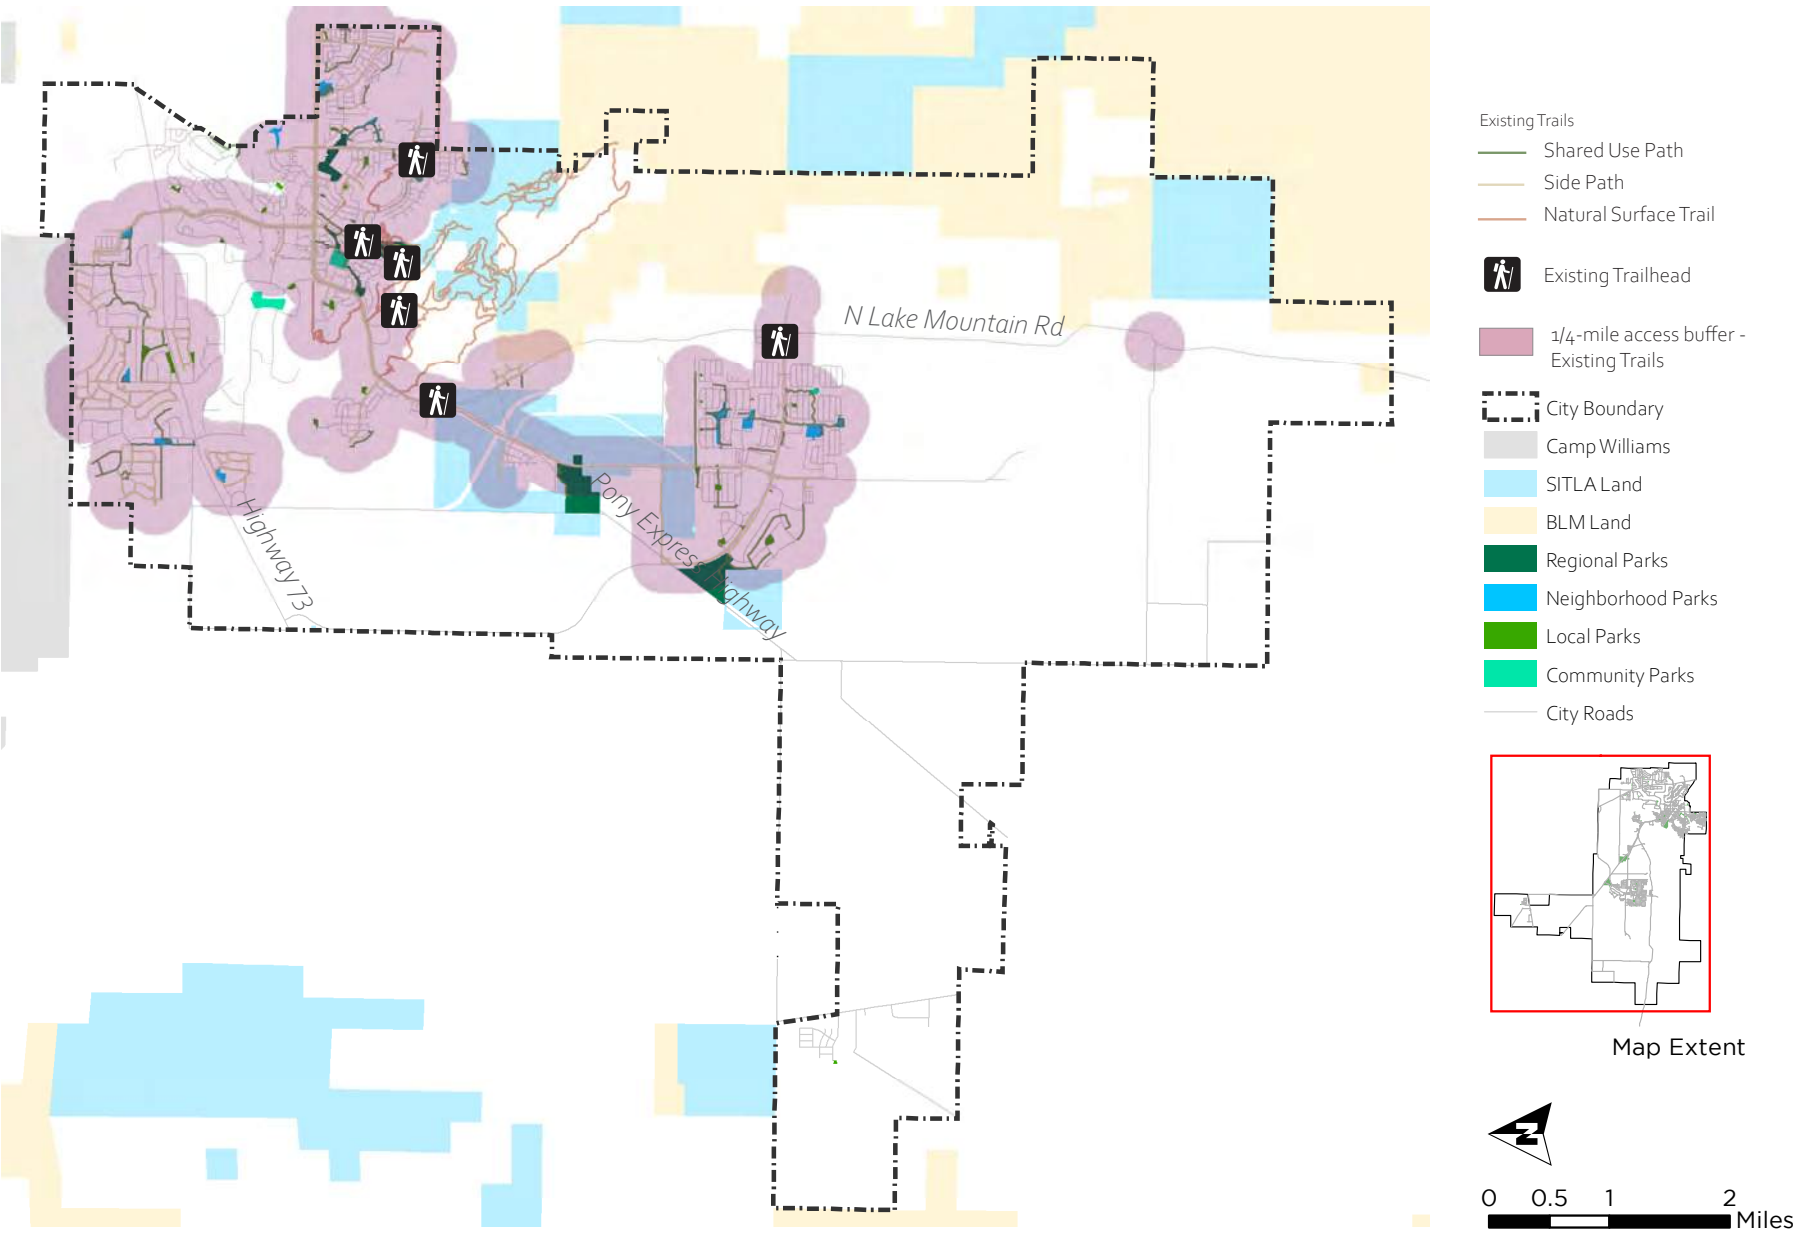 N Lake Mountain Rd
Pony Express Highway
Highway 73
Existing Trails
Shared Use Path
Side Path
Natural Surface Trail
Existing Trailhead
1/4-mile access buffer -
Existing Trails
City Boundary
Camp Williams
SITLA Land
BLM Land
Regional Parks
Neighborhood Parks
Local Parks
Community Parks
City Roads
Map Extent
N
0 0.5 1 2
Miles